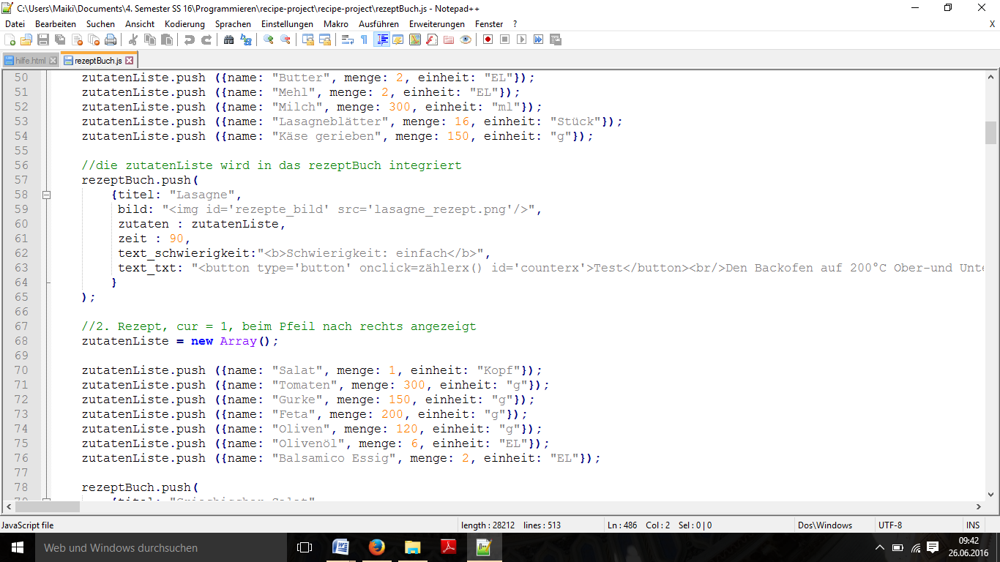 C:\Users\Maiki\Documents\4. Semester SS 16\Programmieren\recipe-project\recipe-project\rezeptBuch.js - Notepad++
Datei Bearbeiten Suchen Ansicht Kodierung Sprachen Einstellungen Makro Ausführen Erweiterungen Fenster ? X
hilfe.html rezeptBuch.js
50 zutatenListe.push ({name: "Butter", menge: 2, einheit: "EL"});
51 zutatenListe.push ({name: "Mehl", menge: 2, einheit: "EL"});
52 zutatenListe.push ({name: "Milch", menge: 300, einheit: "ml"});
53 zutatenListe.push ({name: "Lasagneblätter", menge: 16, einheit: "Stück"});
54 zutatenListe.push ({name: "Käse gerieben", menge: 150, einheit: "g"});
55
56 //die zutatenListe wird in das rezeptBuch integriert
57 rezeptBuch.push(
58 {titel: "Lasagne",
59 bild: "<img id='rezepte_bild' src='lasagne_rezept.png'/>",
60 zutaten : zutatenListe,
61 zeit : 90,
62 text_schwierigkeit:"<b>Schwierigkeit: einfach</b>",
63 text_txt: "<button type='button' onclick=zählerx() id='counterx'>Test</button><br/>Den Backofen auf 200°C Ober-und Unte
64 }
65 );
66
67 //2. Rezept, cur = 1, beim Pfeil nach rechts angezeigt
68 zutatenListe = new Array();
69
70 zutatenListe.push ({name: "Salat", menge: 1, einheit: "Kopf"});
71 zutatenListe.push ({name: "Tomaten", menge: 300, einheit: "g"});
72 zutatenListe.push ({name: "Gurke", menge: 150, einheit: "g"});
73 zutatenListe.push ({name: "Feta", menge: 200, einheit: "g"});
74 zutatenListe.push ({name: "Oliven", menge: 120, einheit: "g"});
75 zutatenListe.push ({name: "Olivenöl", menge: 6, einheit: "EL"});
76 zutatenListe.push ({name: "Balsamico Essig", menge: 2, einheit: "EL"});
77
78 rezeptBuch.push(
79 {titel: "Griechischer Salat"
JavaScript file length : 28212 lines : 513 Ln : 486 Col : 2 Sel : 0 | 0 Dos\Windows UTF-8 INS
Web und Windows durchsuchen
09:42
26.06.2016